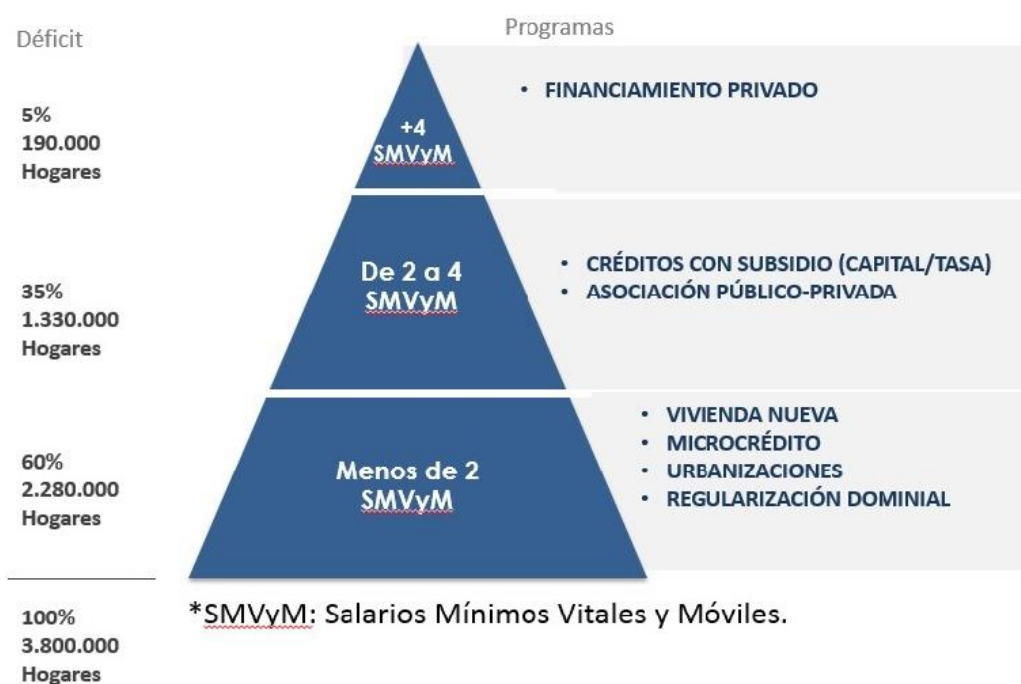 Déficit
Programas
5%
190.000
Hogares
+4
SMVyM
• FINANCIAMIENTO PRIVADO
35%
1.330.000
Hogares
De 2 a 4
SMVyM
• CRÉDITOS CON SUBSIDIO (CAPITAL/TASA)
• ASOCIACIÓN PÚBLICO-PRIVADA
60%
2.280.000
Hogares
Menos de 2
SMVyM
• VIVIENDA NUEVA
• MICROCRÉDITO
• URBANIZACIONES
• REGULARIZACIÓN DOMINIAL
100%
3.800.000
Hogares
*SMVyM: Salarios Mínimos Vitales y Móviles.